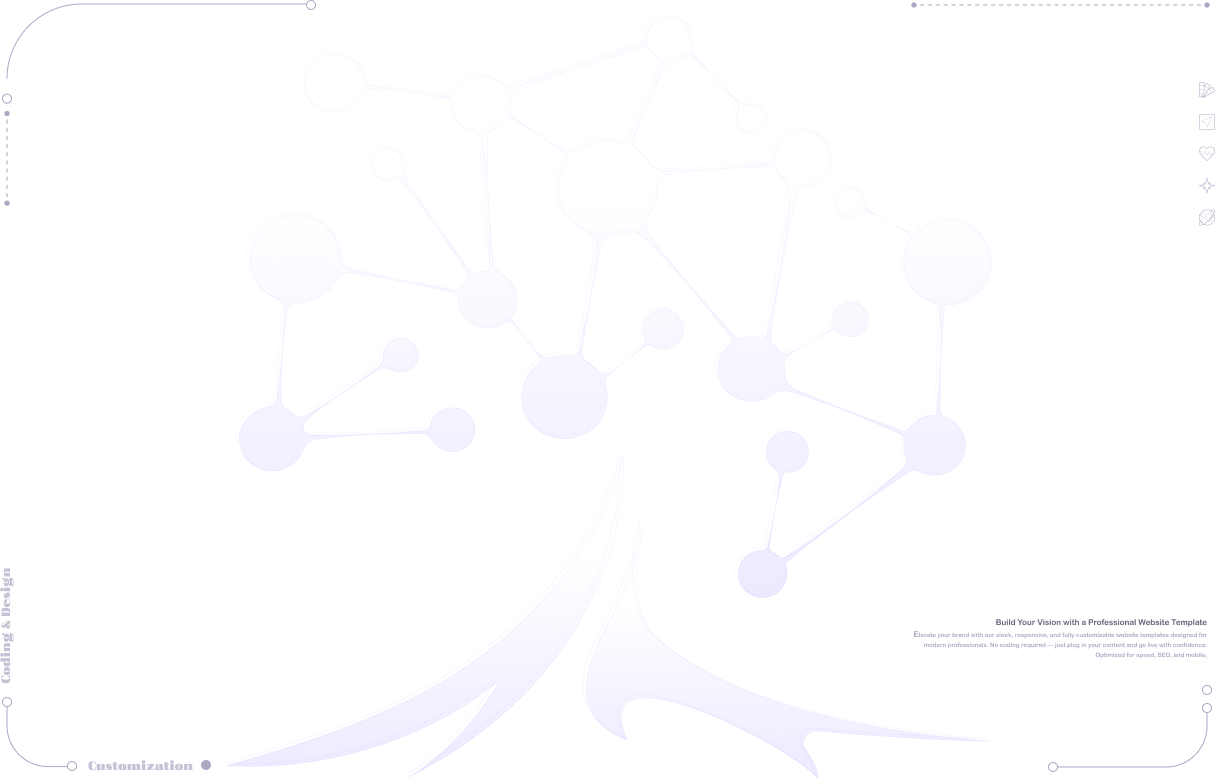 Coding & Design
Build Your Vision with a Professional Website Template
Elevate your brand with our sleek, responsive, and fully customizable website templates designed for
modern professionals. No coding required — just plug in your content and go live with confidence.
Optimized for speed, SEO, and mobile,
Customization